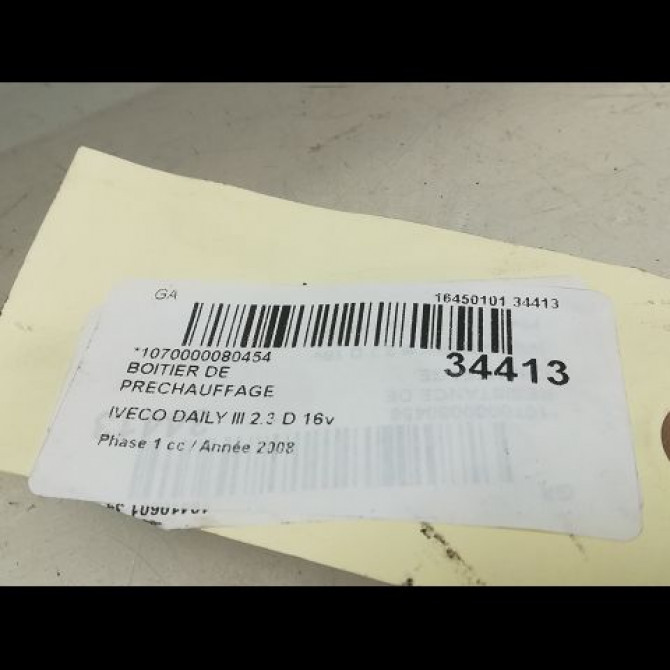 GA
16450101 34413
*1070000080454
34413
BOITIER DE
PRECHAUFFAGE
IVECO DAILY III 2.3 D 16v
Phase 1 cc / Année 2008